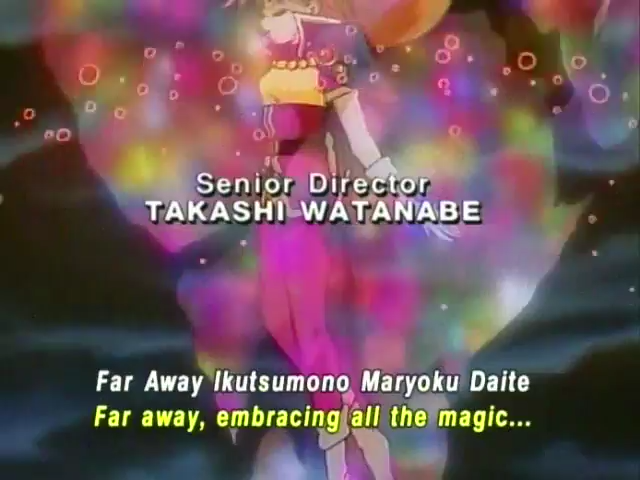 Senior Director
TAKASHI WATANABE
Far Away Ikutsumono Maryoku Daite
Far away, embracing all the magic...